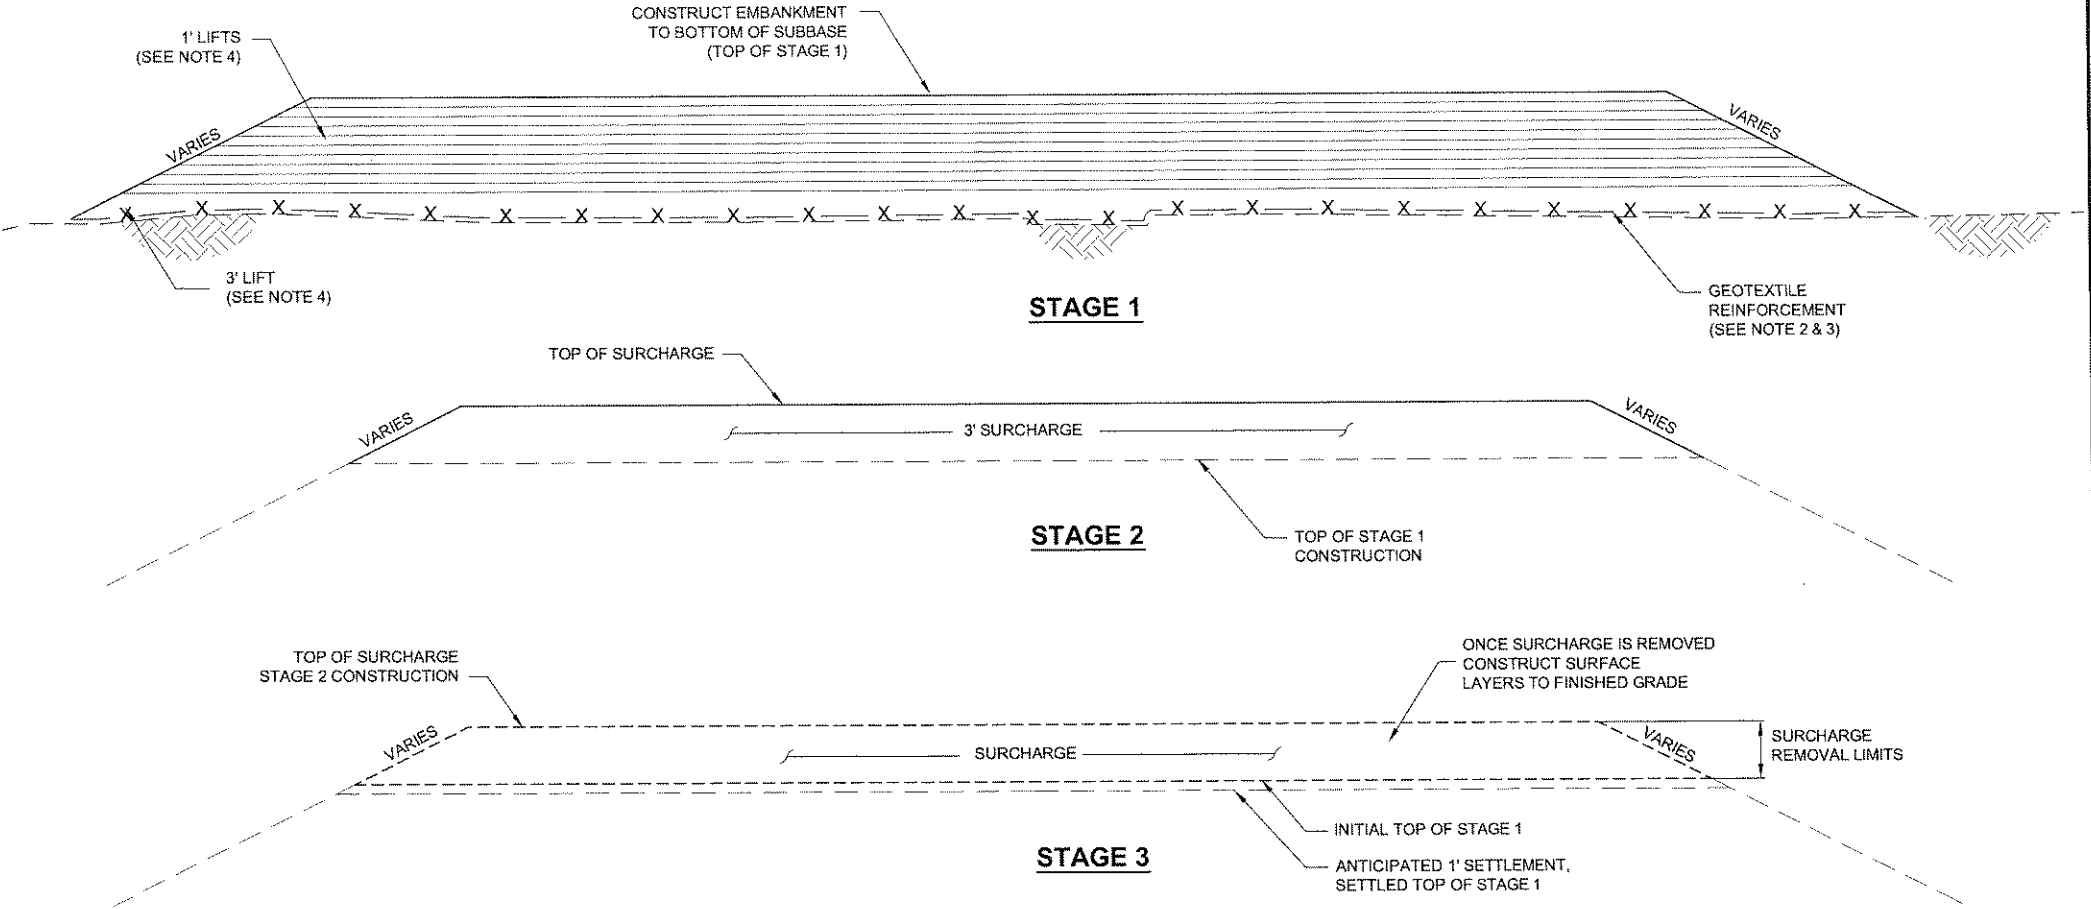 CONSTRUCT EMBANKMENT
TO BOTTOM OF SUBBASE
(TOP OF STAGE 1)
1' LIFTS
(SEE NOTE 4)
VARIES
VARIES
X X X X X X X X X X X X X X X X X X X X X X X X
3' LIFT
(SEE NOTE 4)
GEOTEXTILE
REINFORCEMENT
(SEE NOTE 2 & 3)
STAGE 1
TOP OF SURCHARGE
VARIES
3' SURCHARGE
VARIES
STAGE 2
TOP OF STAGE 1
CONSTRUCTION
TOP OF SURCHARGE
STAGE 2 CONSTRUCTION
ONCE SURCHARGE IS REMOVED
CONSTRUCT SURFACE
LAYERS TO FINISHED GRADE
VARIES
SURCHARGE
VARIES
SURCHARGE
REMOVAL LIMITS
INITIAL TOP OF STAGE 1
STAGE 3
ANTICIPATED 1' SETTLEMENT,
SETTLED TOP OF STAGE 1